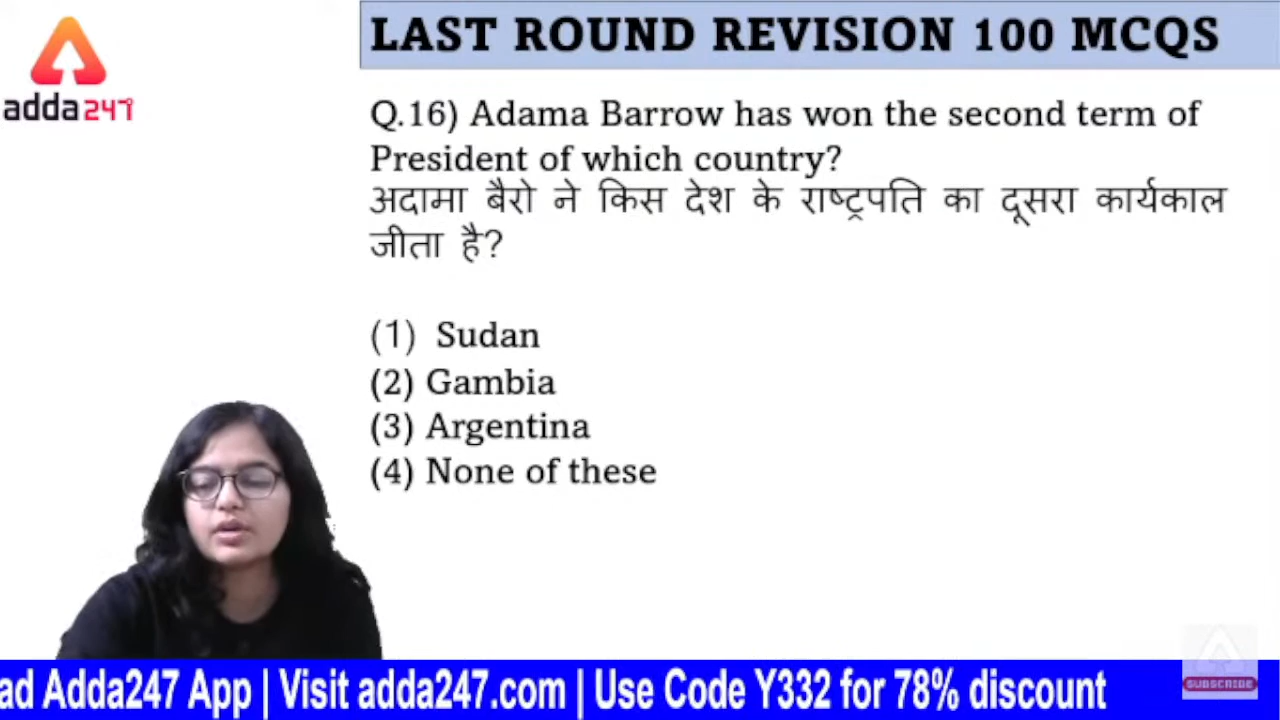 LAST ROUND REVISION 100 MCQS
adda247
Q.16) Adama Barrow has won the second term of
President of which country?
अदामा बैरो ने किस देश के राष्ट्रपति का दूसरा कार्यकाल
जीता है?
(1) Sudan
(2) Gambia
(3) Argentina
(4) None of these
SUBSCRIBE
ad Adda247 App | Visit adda247.com | Use Code Y332 for 78% discount